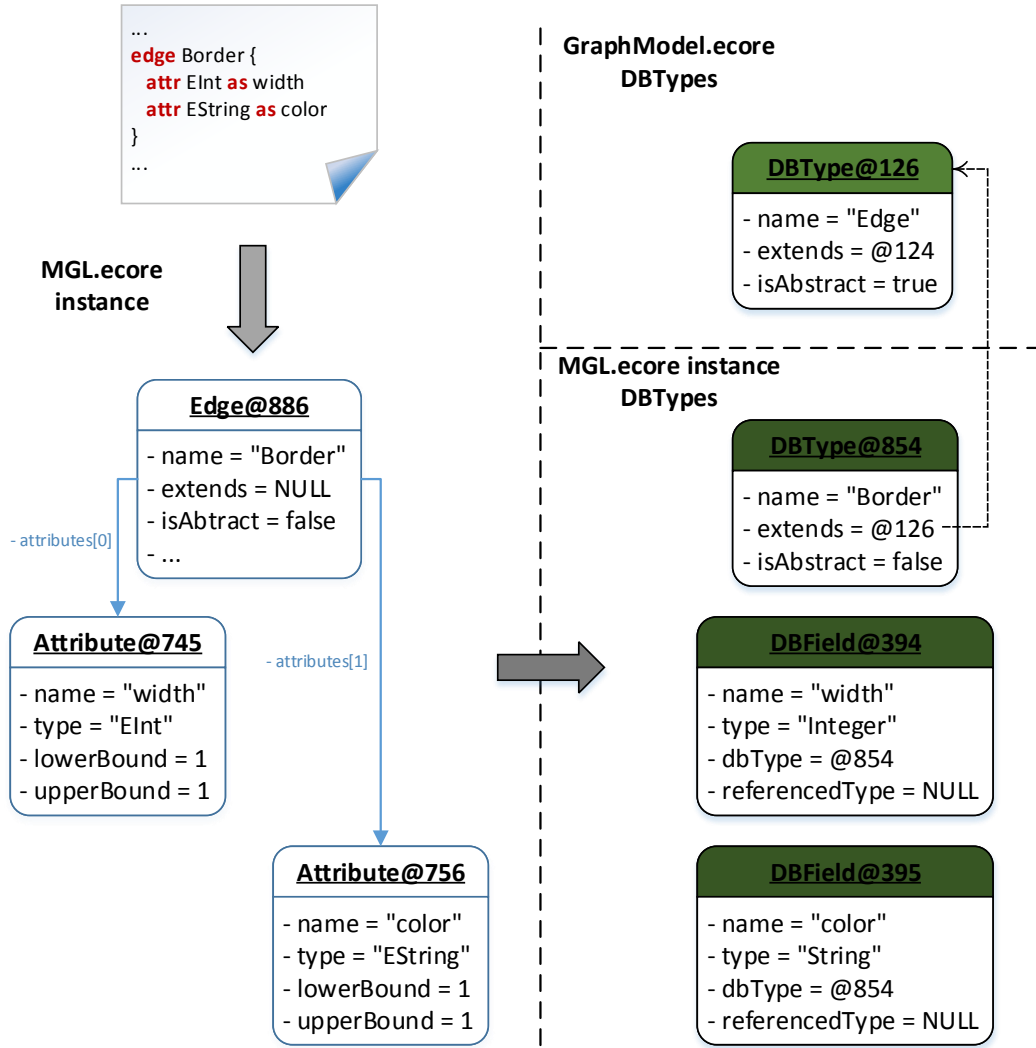 ...
edge Border {
attr EInt as width
attr EString as color
}
...
MGL.ecore
instance
Edge@886
- name = "Border"
- extends = NULL
- isAbtract = false
- ...
- attributes[0]
- attributes[1]
Attribute@745
- name = "width"
- type = "EInt"
- lowerBound = 1
- upperBound = 1
Attribute@756
- name = "color"
- type = "EString"
- lowerBound = 1
- upperBound = 1
GraphModel.ecore
DBTypes
DBType@126
- name = "Edge"
- extends = @124
- isAbstract = true
MGL.ecore instance
DBTypes
DBType@854
- name = "Border"
- extends = @126
- isAbstract = false
DBField@394
- name = "width"
- type = "Integer"
- dbType = @854
- referencedType = NULL
DBField@395
- name = "color"
- type = "String"
- dbType = @854
- referencedType = NULL